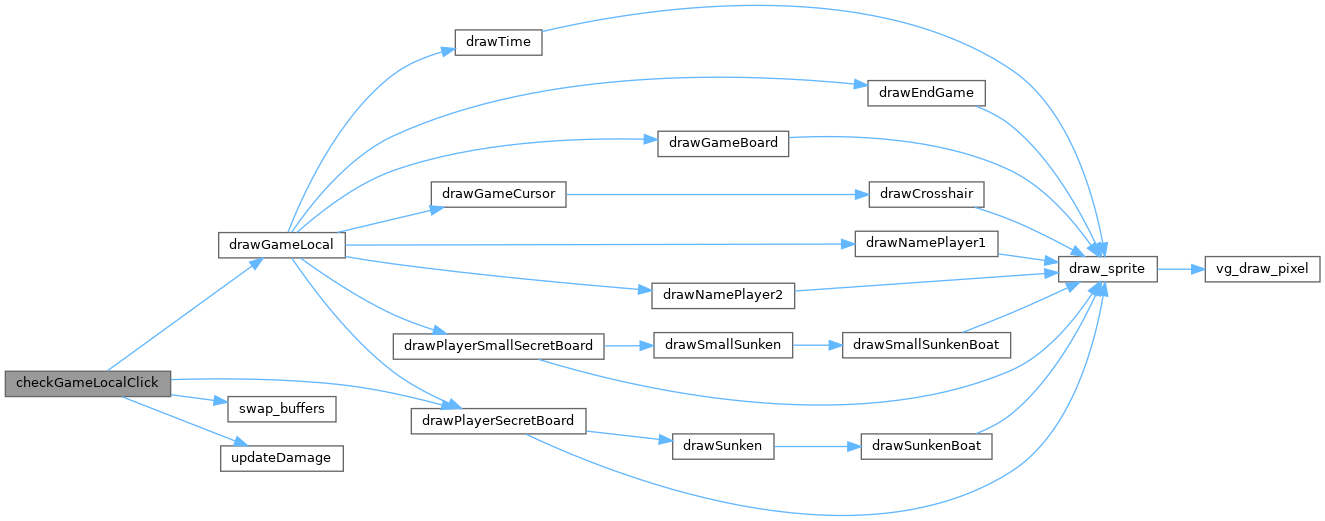 drawTime
drawEndGame
drawGameBoard
drawGameCursor
drawCrosshair
drawGameLocal
drawNamePlayer1
draw_sprite
vg_draw_pixel
drawNamePlayer2
drawPlayerSmallSecretBoard
drawSmallSunken
drawSmallSunkenBoat
checkGameLocalClick
swap_buffers
drawPlayerSecretBoard
drawSunken
drawSunkenBoat
updateDamage